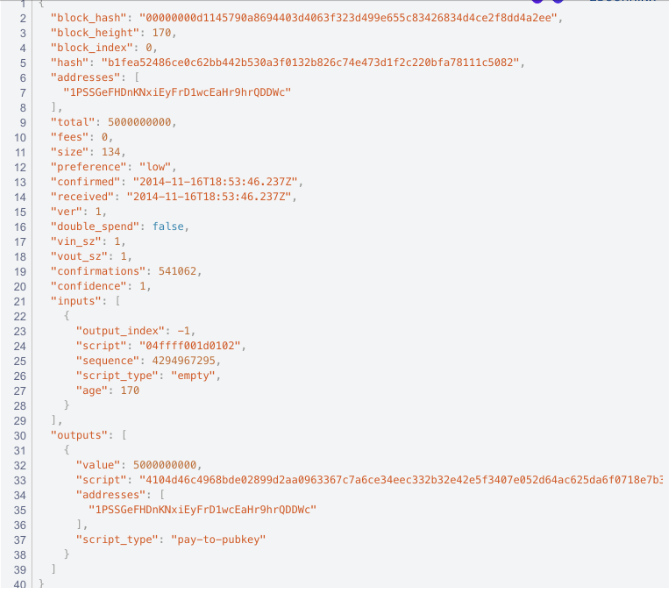 1 {
2 "block_hash": "00000000d1145790a8694403d4063f323d499e655c83426834d4ce2f8dd4a2ee",
3 "block_height": 170,
4 "block_index": 0,
5 "hash": "b1fea52486ce0c62bb442b530a3f0132b826c74e473d1f2c220bfa78111c5082",
6 "addresses": [
7 "1PSSGeFHDnKNxiEyFrD1wcEaHr9hrQDDWc"
8 ],
9 "total": 5000000000,
10 "fees": 0,
11 "size": 134,
12 "preference": "low",
13 "confirmed": "2014-11-16T18:53:46.237Z",
14 "received": "2014-11-16T18:53:46.237Z",
15 "ver": 1,
16 "double_spend": false,
17 "vin_sz": 1,
18 "vout_sz": 1,
19 "confirmations": 541062,
20 "confidence": 1,
21 "inputs": [
22 {
23 "output_index": -1,
24 "script": "04ffff001d0102",
25 "sequence": 4294967295,
26 "script_type": "empty",
27 "age": 170
28 }
29 ],
30 "outputs": [
31 {
32 "value": 5000000000,
33 "script": "4104d46c4968bde02899d2aa0963367c7a6ce34eec332b32e42e5f3407e052d64ac625da6f0718e7b3
34 "addresses": [
35 "1PSSGeFHDnKNxiEyFrD1wcEaHr9hrQDDWc"
36 ],
37 "script_type": "pay-to-pubkey"
38 }
39 ]
40 }